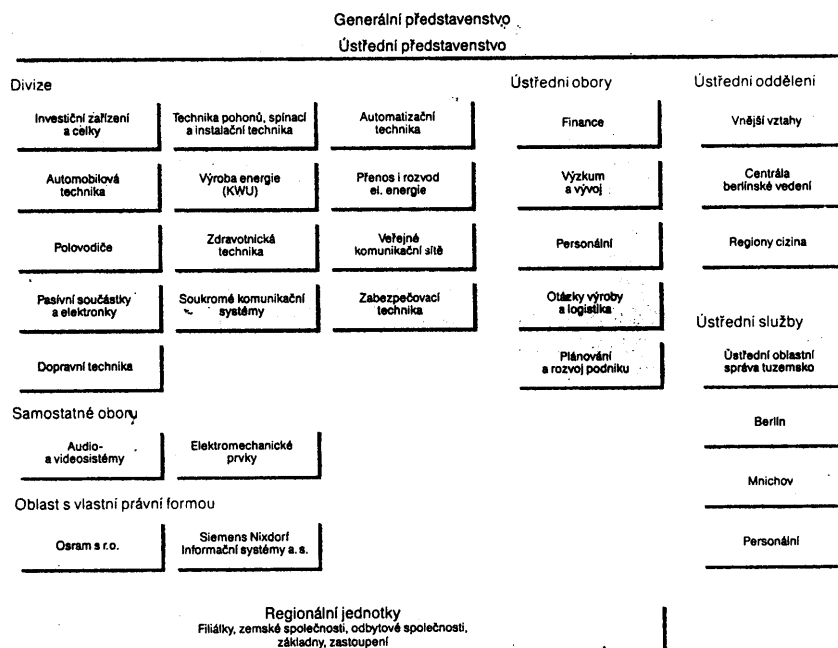 Generální představenstvo
Ústřední představenstvo
Divize
Investiční zařízení
a celky
Technika pohonů, spínací
a instalační technika
Automatizační
technika
Automobilová
technika
Výroba energie
(KWU)
Přenos i rozvod
el. energie
Polovodiče
Zdravotnická
technika
Veřejné
komunikační sítě
Pasivní součástky
a elektronky
Soukromé komunikační
systémy
Zabezpečovací
technika
Dopravní technika
Samostatné obory
Audio-
a videosistémy
Elektromechanické
prvky
Oblast s vlastní právní formou
Osram s r.o.
Siemens Nixdorf
Informační systémy a. s.
Ústřední obory
Finance
Výzkum
a vývoj
Personální
Otázky výroby
a logistika
Plánování
a rozvoj podniku
Ústřední oddělení
Vnější vztahy
Centrála
berlínské vedení
Regiony cizina
Ústřední služby
Ústřední oblastní
správa tuzemsko
Berlín
Mnichov
Personální
Regionální jednotky
Filiálky, zemské společnosti, odbytové společnosti,
základny, zastoupení